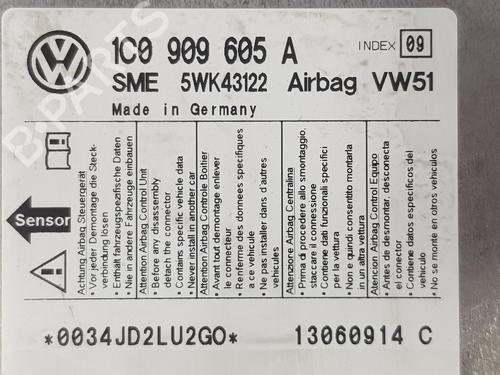 1C0 909 605 A
INDEX 09
SME 5WK43122 Airbag VW51
Made in Germany
Sensor
Achtung Airbag Steuergerät
• Vor jeder Demontage die Steck-
verbindung lösen
• Enthält fahrzeugspezifische Daten
• Nie in andere Fahrzeuge einbauen
Attention Airbag Control Unit
• Before any disassembly
detach the connector
• Contains specific vehicle data
• Never install in another car
Attention Airbag Controle Boîtier
• Avant tout demontage enlever
le connecteur
• Renferme des donnees specifiques
a ce vehicule
• Ne pas installer dans d'autres
vehicules
Attenzione Airbag Centralina
• Prima di procedere allo smontaggio,
staccare il connessione
• Contiene dati funzionali specifici
per la vettura
• Non e quindi consentito montarla
in un altra vettura
Atencion Airbag Control Equipo
• Antes de desmontar, desconecta
el conector
• Contiene datos especificos del
vehiculo
• No se monte en otros vehiculos
*0034JD2LU2GO*
13060914 C
B-PARTS